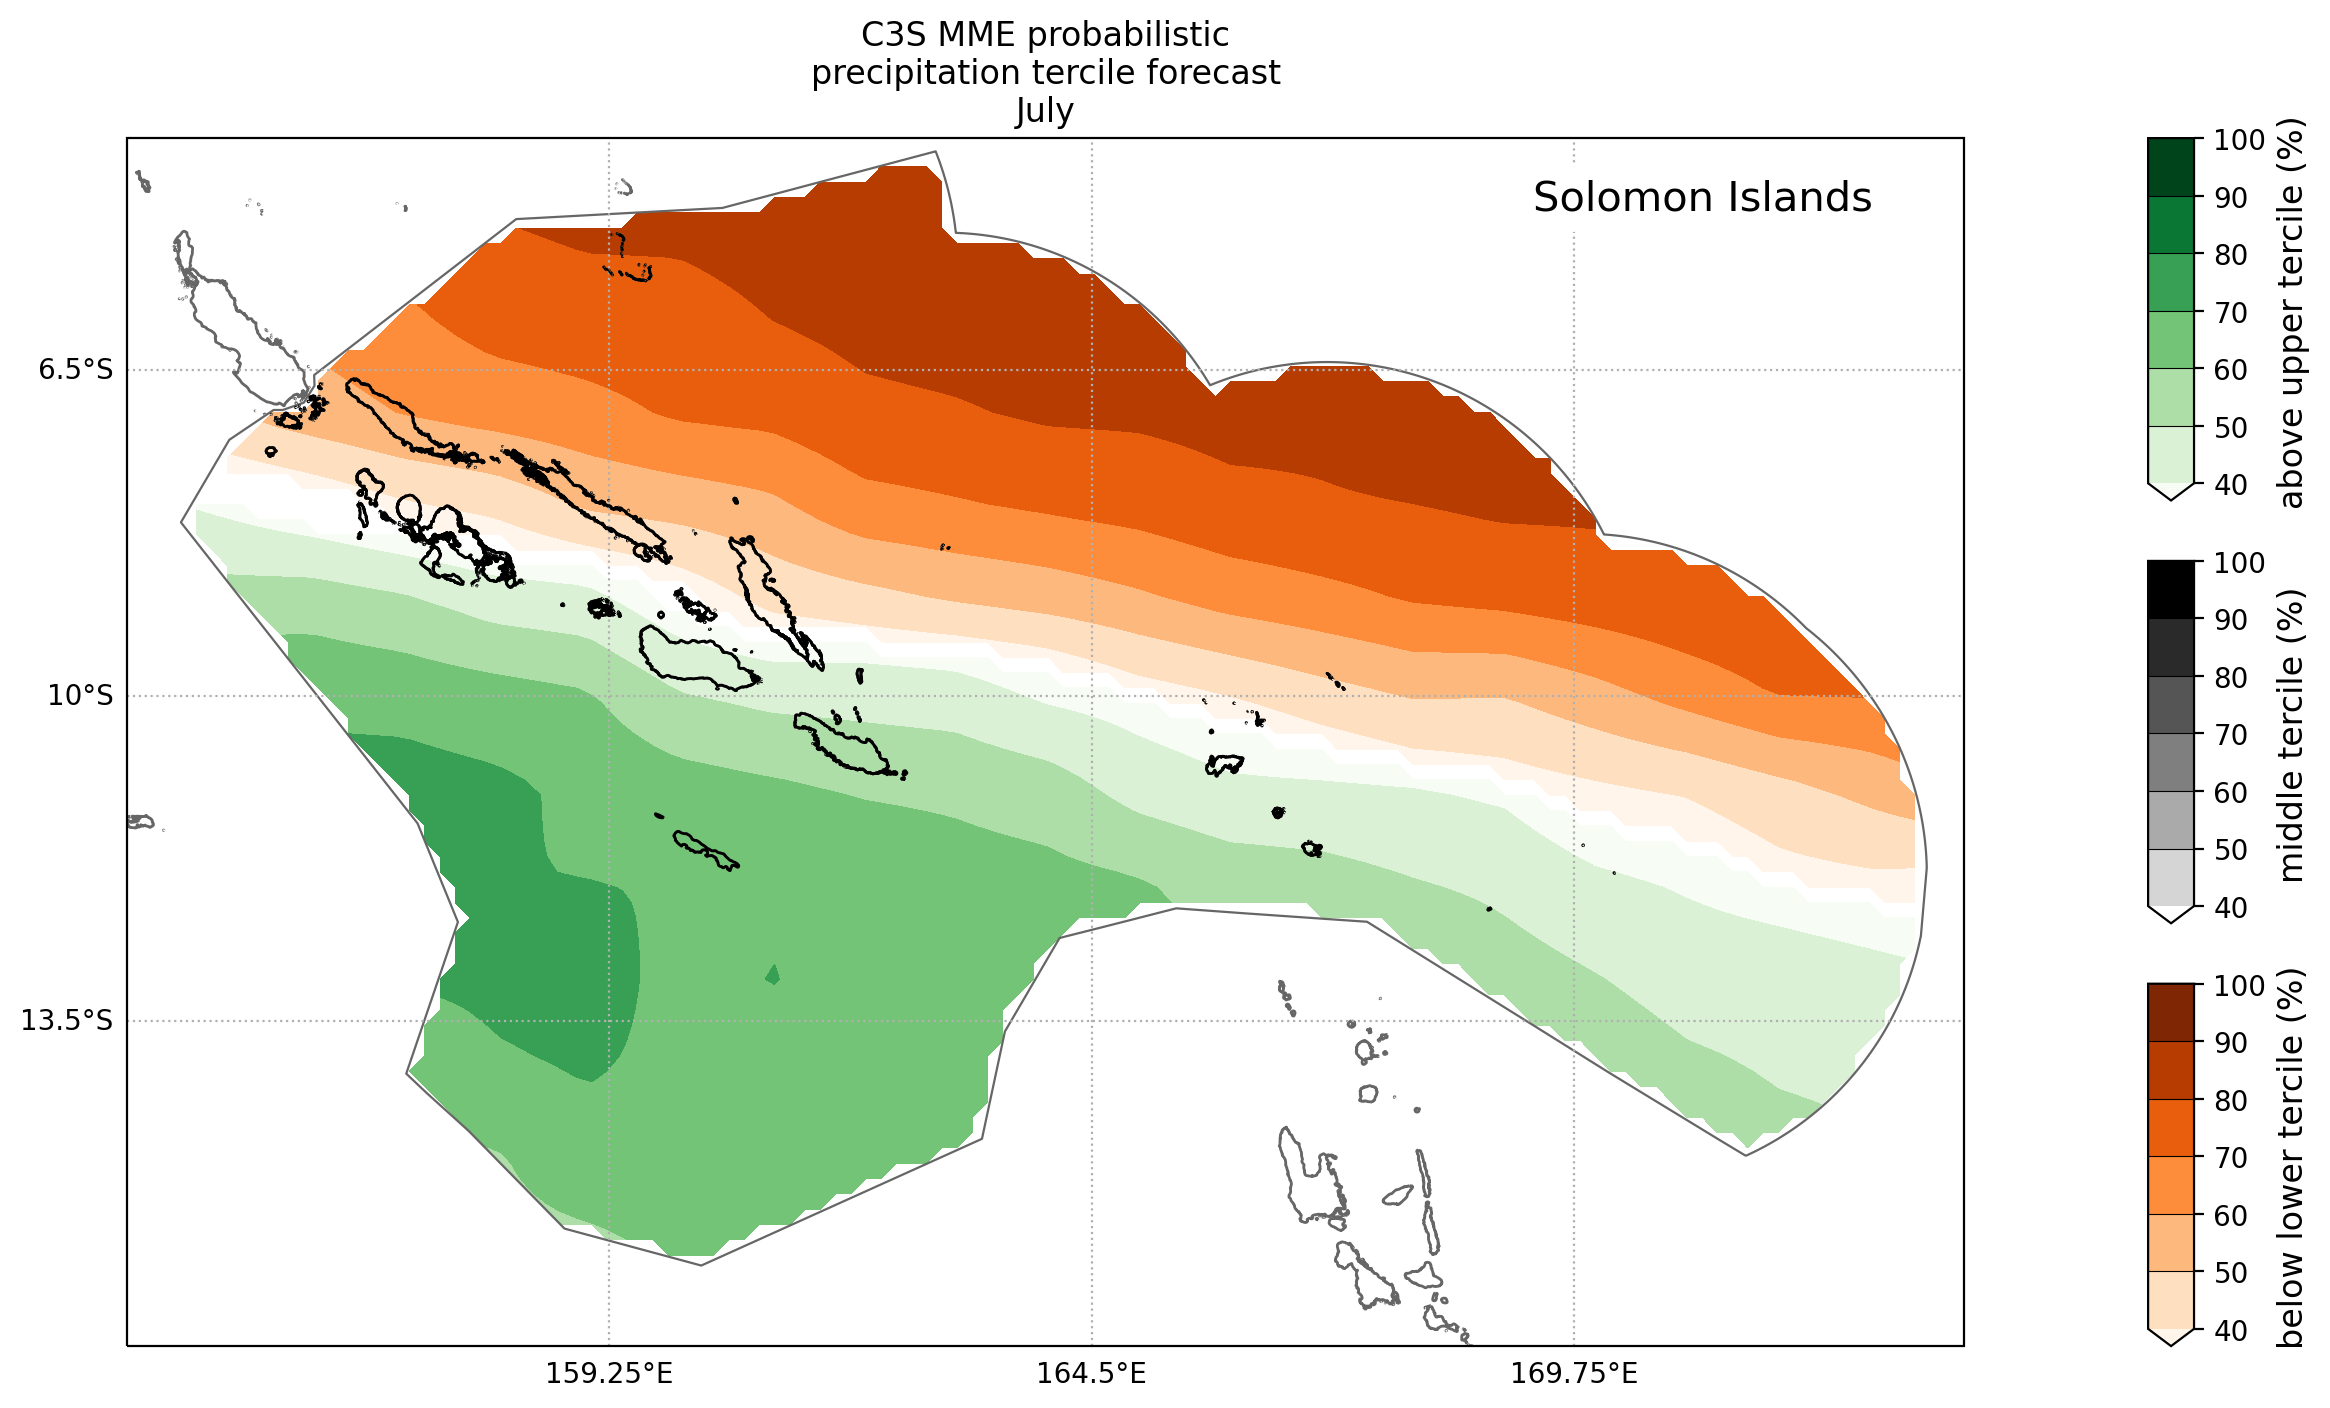 C3S MME probabilistic
precipitation tercile forecast
July
Solomon Islands
6.5°S
10°S
13.5°S
159.25°E
164.5°E
169.75°E
100
90
80
70
60
50
40
above upper tercile (%)
100
90
80
70
60
50
40
middle tercile (%)
100
90
80
70
60
50
40
below lower tercile (%)